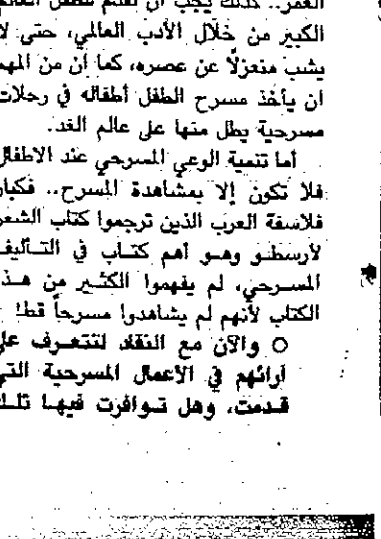 العمر.. كذلك يجب أن نقدم للطفل العالم
الكبير من خلال الأدب العالمي، حتى لا
يشب منعزلاً عن عصره، كما أن من المهم
أن يأخذ مسرح الطفل أطفاله في رحلات
مسرحية يطل منها على عالم الغد.
أما تنمية الوعي المسرحي عند الأطفال
فلا تكون إلا بمشاهدة المسرح.. فكبار
فلاسفة العرب الذين ترجموا كتاب الشعر
لأرسطو وهو أهم كتاب في التأليف
المسرحي، لم يفهموا الكثير من هذا
الكتاب لأنهم لم يشاهدوا مسرحاً قط!
○ والآن مع النقاد لنتعرف على
آرائهم في الأعمال المسرحية التي
قدمت، وهل توافرت فيها تلك